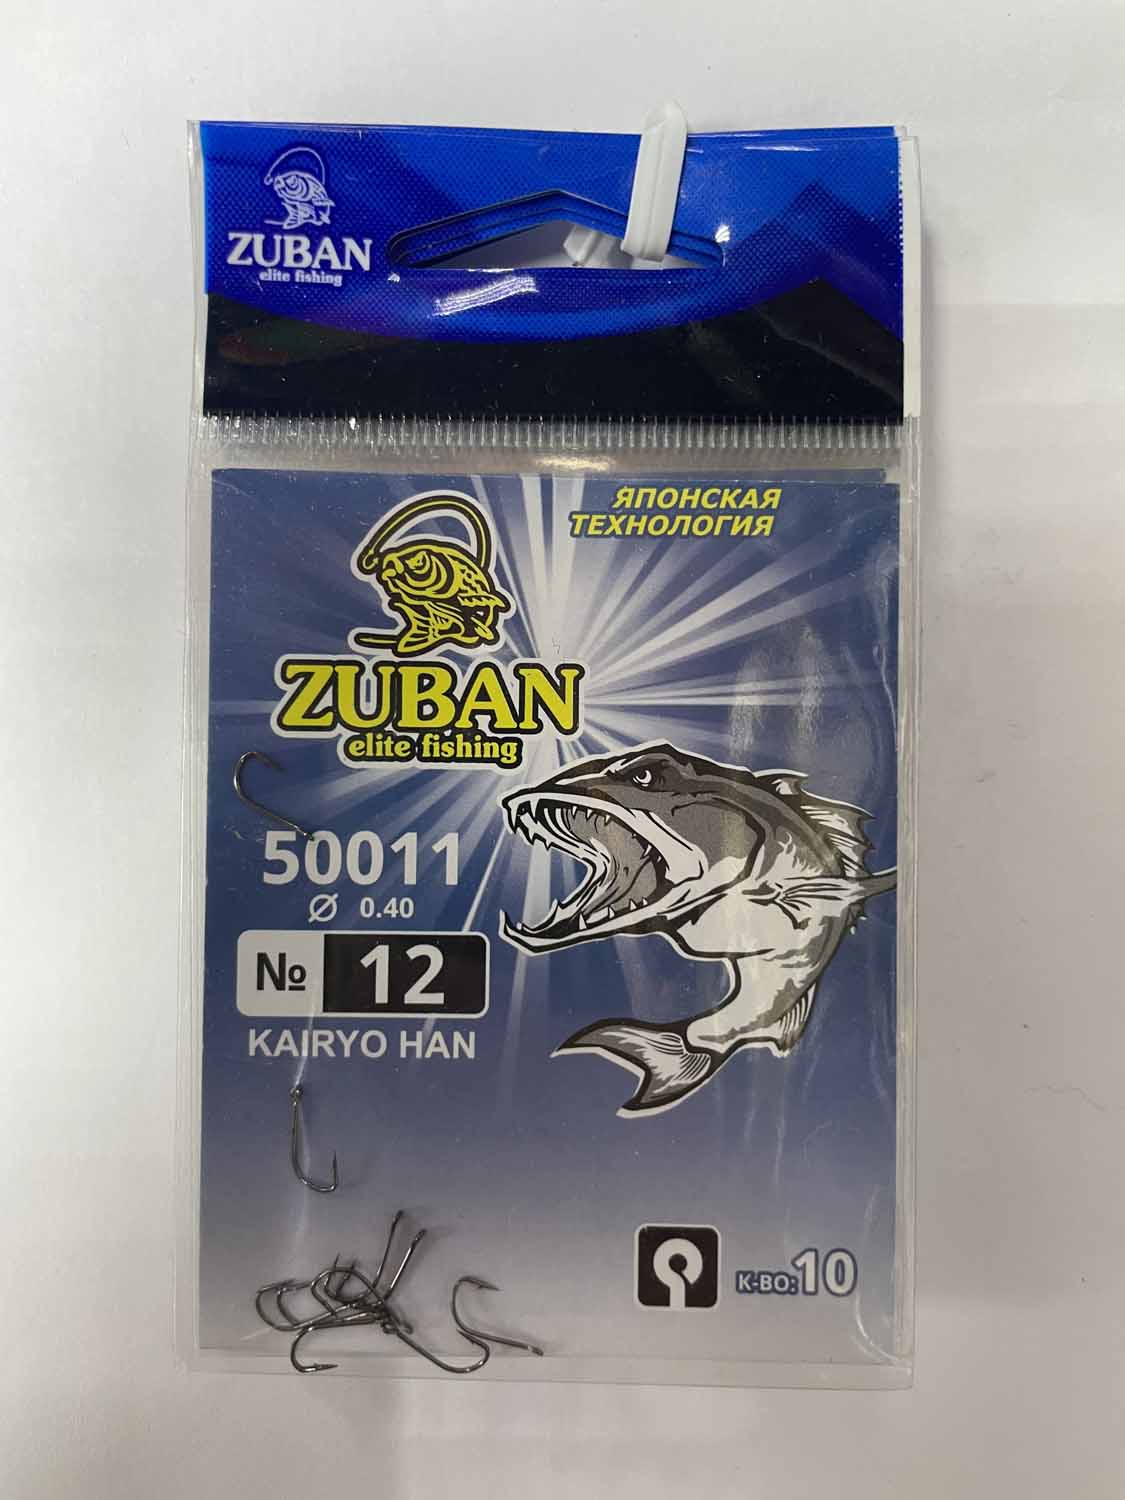 ZUBAN
elite fishing
ЯПОНСКАЯ
ТЕХНОЛОГИЯ
ZUBAN
elite fishing
50011
Ø 0.40
№ 12
KAIRYO HAN
К-ВО:10